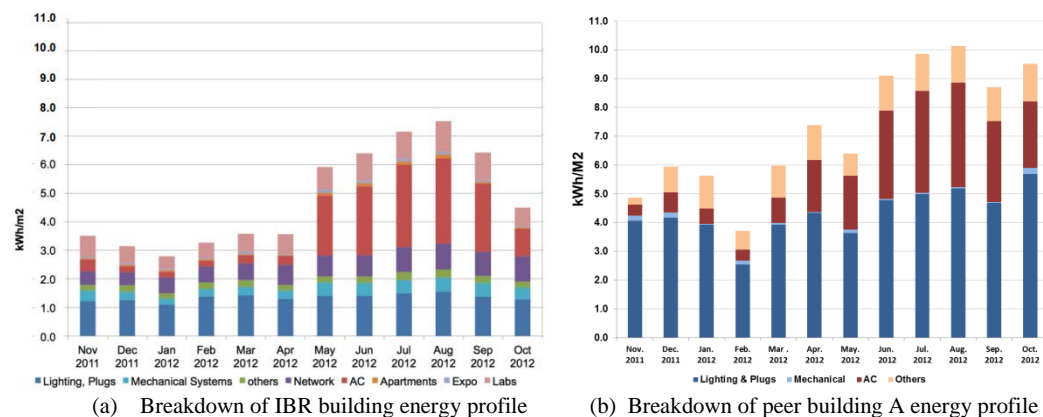 11.0
10.0
9.0
8.0
7.0
6.0
5.0
4.0
3.0
2.0
1.0
0.0
kWh/m2
Nov Dec Jan Feb Mar Apr May Jun Jul Aug Sep Oct
2011 2011 2012 2012 2012 2012 2012 2012 2012 2012 2012 2012
Lighting, Plugs Mechanical Systems others Network AC Apartments Expo Labs
(a) Breakdown of IBR building energy profile
11.0
10.0
9.0
8.0
7.0
6.0
5.0
4.0
3.0
2.0
1.0
0.0
kWh/M2
Nov. Dec. Jan. Feb. Mar . Apr. May. Jun. Jul. Aug. Sep. Oct.
2011 2011 2012 2012 2012 2012 2012 2012 2012 2012 2012 2012
Lighting & Plugs Mechanical AC Others
(b) Breakdown of peer building A energy profile